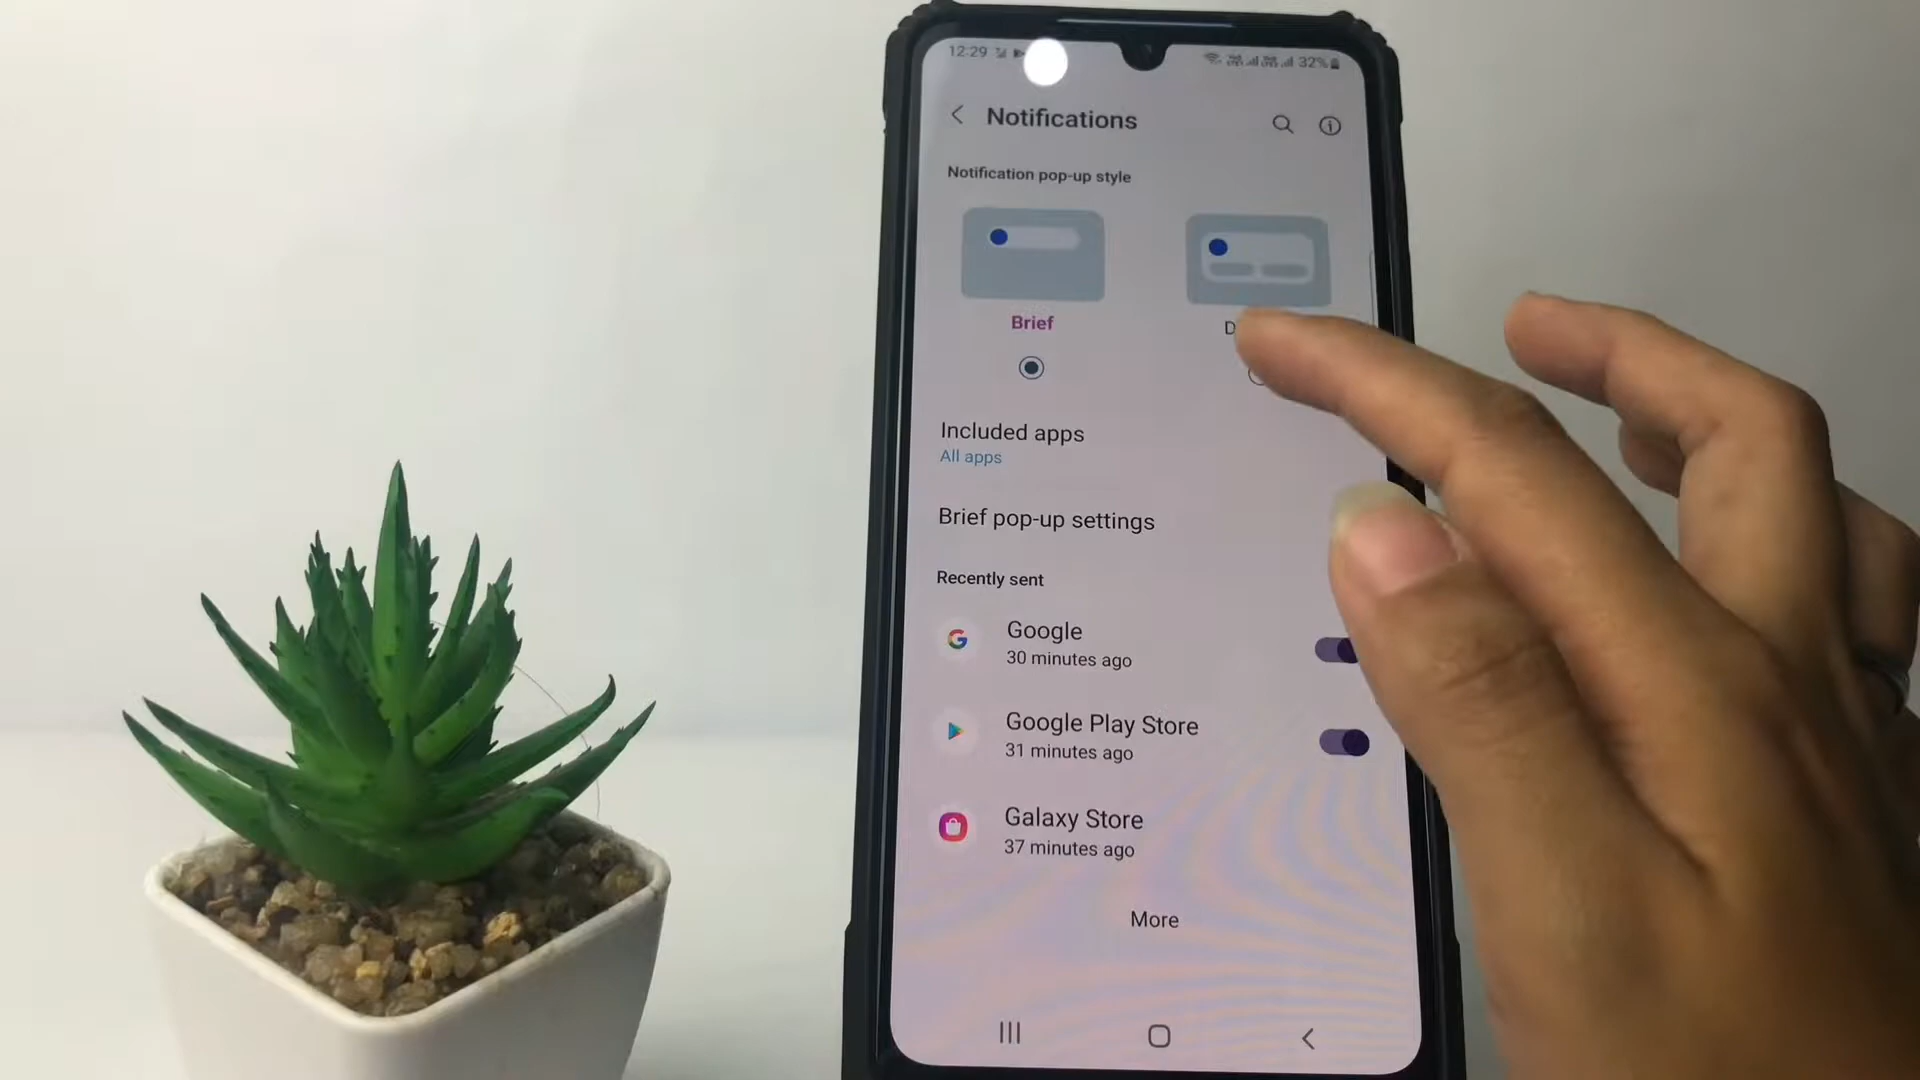 12:29
32%
Notifications
Notification pop-up style
Brief
D
Included apps
All apps
Brief pop-up settings
Recently sent
Google
30 minutes ago
Google Play Store
31 minutes ago
Galaxy Store
37 minutes ago
More